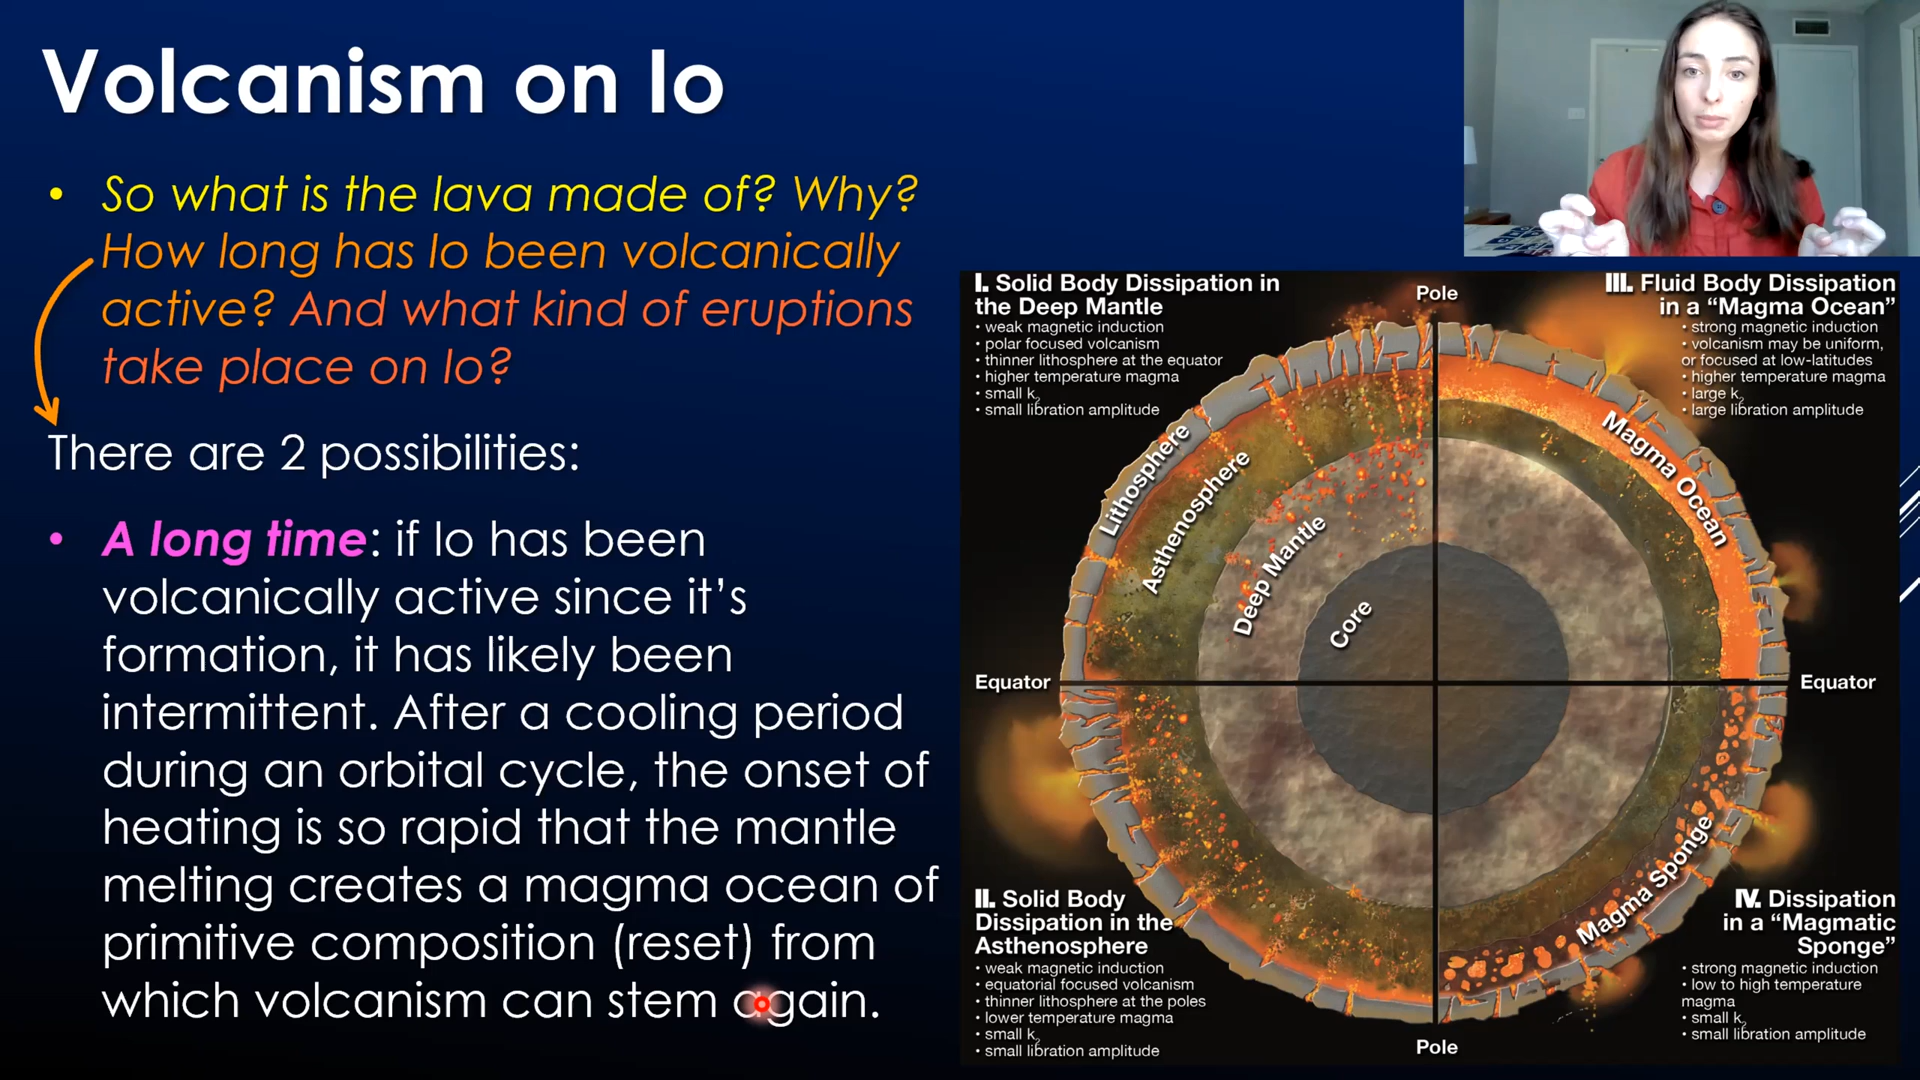 Volcanism on Io
• So what is the lava made of? Why?
How long has Io been volcanically
active? And what kind of eruptions
take place on Io?
There are 2 possibilities:
• A long time: if Io has been
volcanically active since it’s
formation, it has likely been
intermittent. After a cooling period
during an orbital cycle, the onset of
heating is so rapid that the mantle
melting creates a magma ocean of
primitive composition (reset) from
which volcanism can stem again.
I. Solid Body Dissipation in
the Deep Mantle
• weak magnetic induction
• polar focused volcanism
• thinner lithosphere at the equator
• higher temperature magma
• small k2
• small libration amplitude
Pole
III. Fluid Body Dissipation
in a “Magma Ocean”
• strong magnetic induction
• volcanism may be uniform,
or focused at low-latitudes
• higher temperature magma
• large k2
• large libration amplitude
Lithosphere
Asthenosphere
Deep Mantle
Core
Magma Ocean
Equator
Equator
Magma Sponge
II. Solid Body
Dissipation in the
Asthenosphere
• weak magnetic induction
• equatorial focused volcanism
• thinner lithosphere at the poles
• lower temperature magma
• small k2
• small libration amplitude
IV. Dissipation
in a “Magmatic
Sponge”
• strong magnetic induction
• low to high temperature
magma
• small k2
• small libration amplitude
Pole